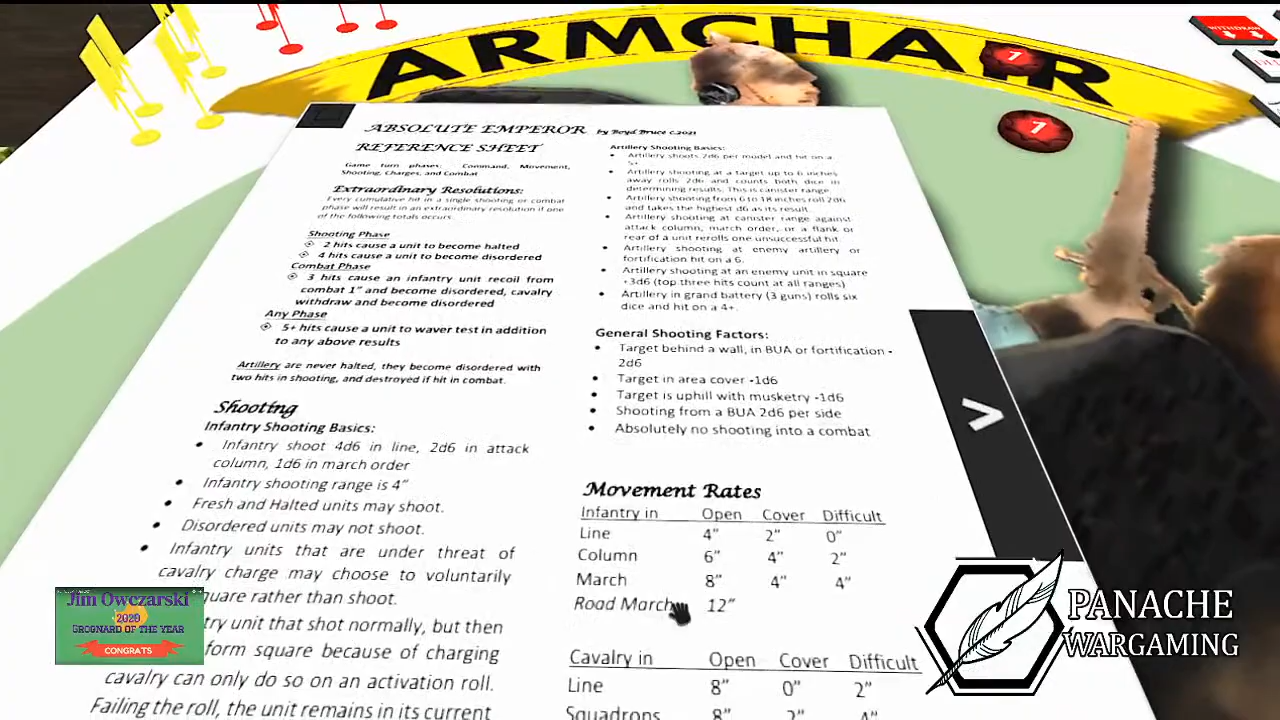 ARMCHAIR
WITHDRAW
1
1
ABSOLUTE EMPEROR by Boyd Bruce c.2021
REFERENCE SHEET
Game turn phases: Command, Movement,
Shooting, Charges, and Combat
Extraordinary Resolutions:
Every cumulative hit in a single shooting or combat
phase will result in an extraordinary resolution if one
of the following totals occurs.
Shooting Phase
2 hits cause a unit to become halted
4 hits cause a unit to become disordered
Combat Phase
3 hits cause an infantry unit recoil from
combat 1" and become disordered, cavalry
withdraw and become disordered
Any Phase
5+ hits cause a unit to waver test in addition
to any above results
Artillery are never halted, they become disordered with
two hits in shooting, and destroyed if hit in combat.
Shooting
Infantry Shooting Basics:
• Infantry shoot 4d6 in line, 2d6 in attack
column, 1d6 in march order
• Infantry shooting range is 4"
• Fresh and Halted units may shoot.
• Disordered units may not shoot.
• Infantry units that are under threat of
cavalry charge may choose to voluntarily
quare rather than shoot.
try unit that shot normally, but then
form square because of charging
cavalry can only do so on an activation roll.
Failing the roll, the unit remains in its current
Artillery Shooting Basics:
• Artillery shoots 2d6 per model and hit on a
5+
• Artillery shooting at a target up to 6 inches
away rolls 2d6 and counts both dice in
determining results. This is canister range.
• Artillery shooting from 6 to 18 inches roll 2d6
and takes the highest d6 as its result.
• Artillery shooting at canister range against
attack column, march order, or a flank or
rear of a unit rerolls one unsuccessful hit.
• Artillery shooting at enemy artillery or
fortification hit on a 6.
• Artillery shooting at an enemy unit in square
+3d6 (top three hits count at all ranges)
• Artillery in grand battery (3 guns) rolls six
dice and hit on a 4+.
General Shooting Factors:
• Target behind a wall, in BUA or fortification -
2d6
• Target in area cover -1d6
• Target is uphill with musketry -1d6
• Shooting from a BUA 2d6 per side
• Absolutely no shooting into a combat
Movement Rates
Infantry in Open Cover Difficult
Line 4" 2" 0"
Column 6" 4" 2"
March 8" 4" 4"
Road March 12"
Cavalry in Open Cover Difficult
Line 8" 0" 2"
Squadrons 8" 2" 4"
>
Jim Owczarski
2020
GROGNARD OF THE YEAR
CONGRATS
PANACHE
WARGAMING